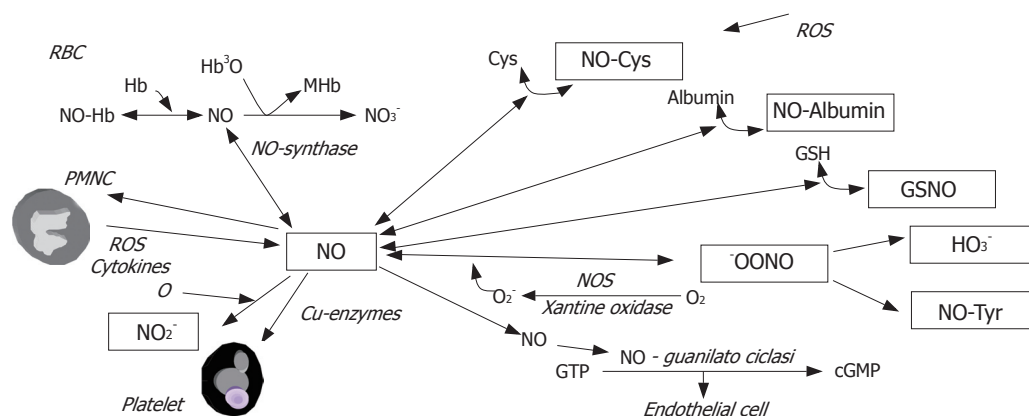 RBC
Hb
NO-Hb
NO
Hb³O
MHb
NO₃⁻
NO-synthase
Cys
NO-Cys
ROS
Albumin
NO-Albumin
GSH
GSNO
PMNC
ROS
Cytokines
NO
O
NO₂⁻
Cu-enzymes
Platelet
NOS
O₂⁻
Xantine oxidase
O₂
⁻OONO
HO₃⁻
NO-Tyr
NO
NO - guanilato ciclasi
GTP
cGMP
Endothelial cell